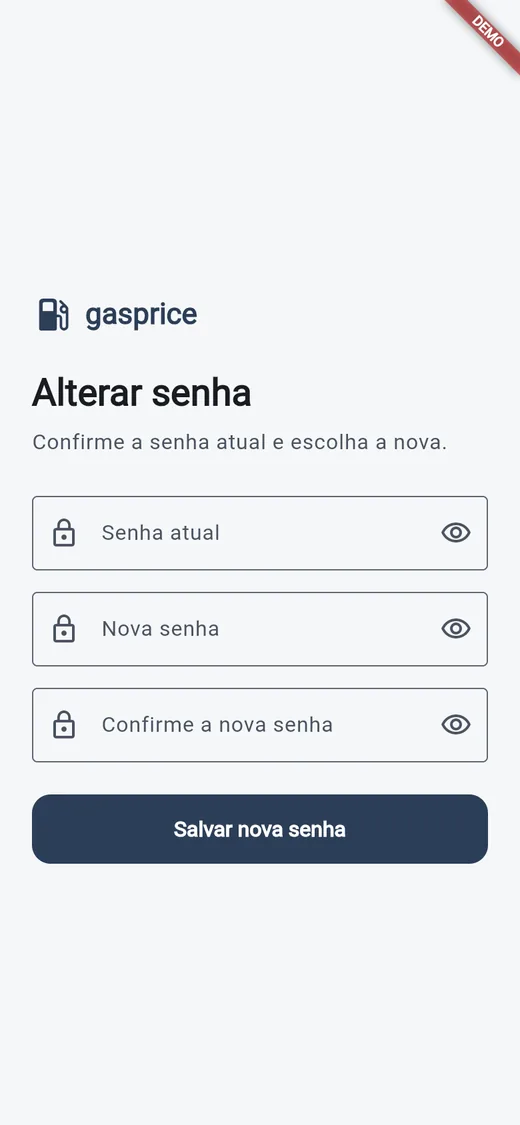 DEMO
gasprice
Alterar senha
Confirme a senha atual e escolha a nova.
Senha atual
Nova senha
Confirme a nova senha
Salvar nova senha